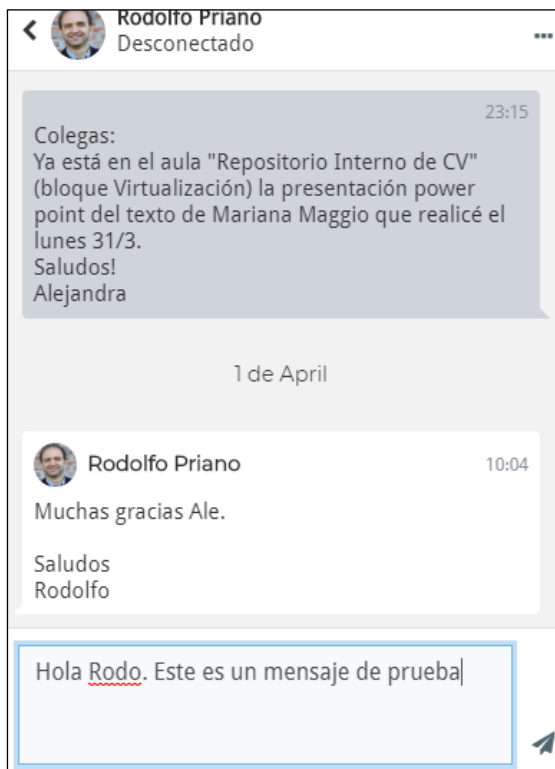 Rodolfo Priano
Desconectado
23:15
Colegas:
Ya está en el aula "Repositorio Interno de CV"
(bloque Virtualización) la presentación power
point del texto de Mariana Maggio que realicé el
lunes 31/3.
Saludos!
Alejandra
1 de April
Rodolfo Priano
10:04
Muchas gracias Ale.
Saludos
Rodolfo
Hola Rodo. Este es un mensaje de prueba